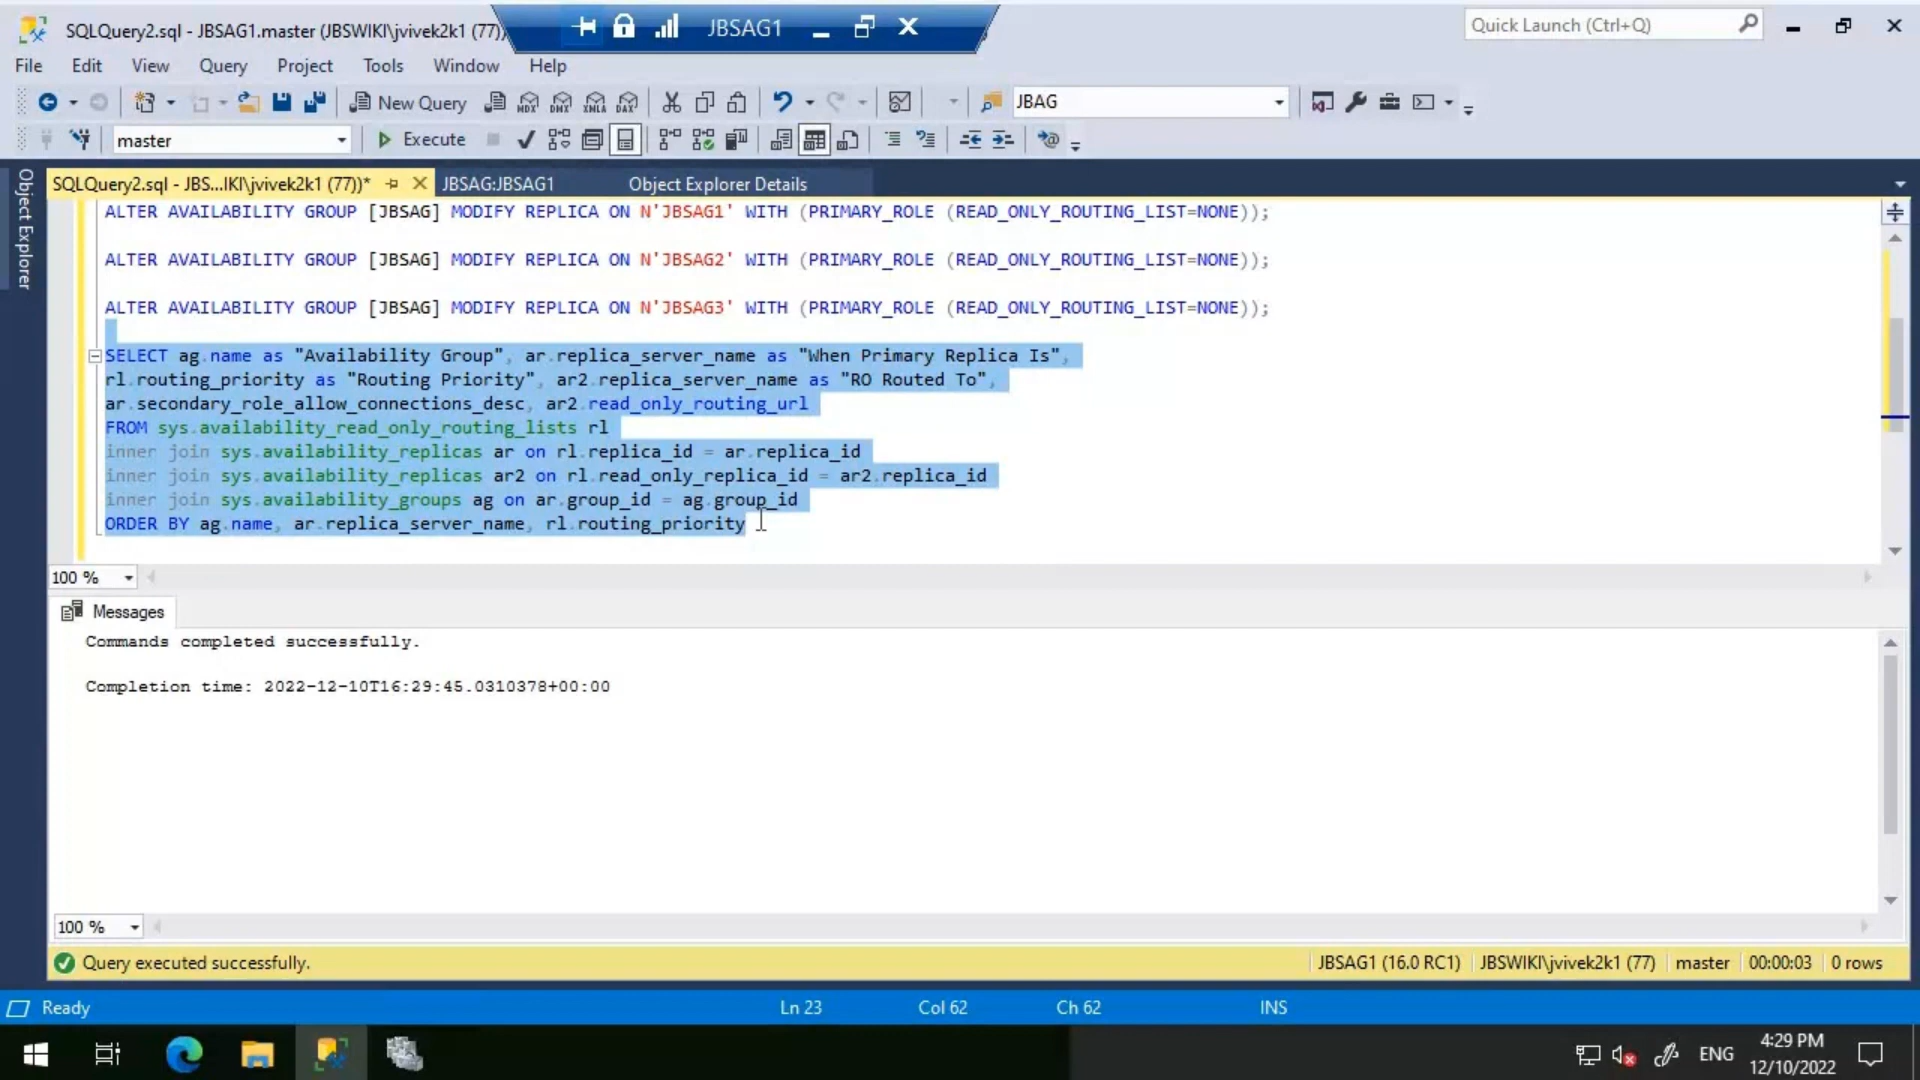 SQLQuery2.sql - JBSAG1.master (JBSWIKI\jvivek2k1 (77))
JBSAG1
Quick Launch (Ctrl+Q)
File Edit View Query Project Tools Window Help
New Query MDX DMX XMLA DAX JBAG
master Execute
Object Explorer
SQLQuery2.sql - JBS...IKI\jvivek2k1 (77))* JBSAG:JBSAG1 Object Explorer Details
ALTER AVAILABILITY GROUP [JBSAG] MODIFY REPLICA ON N'JBSAG1' WITH (PRIMARY_ROLE (READ_ONLY_ROUTING_LIST=NONE));
ALTER AVAILABILITY GROUP [JBSAG] MODIFY REPLICA ON N'JBSAG2' WITH (PRIMARY_ROLE (READ_ONLY_ROUTING_LIST=NONE));
ALTER AVAILABILITY GROUP [JBSAG] MODIFY REPLICA ON N'JBSAG3' WITH (PRIMARY_ROLE (READ_ONLY_ROUTING_LIST=NONE));
SELECT ag.name as "Availability Group", ar.replica_server_name as "When Primary Replica Is",
rl.routing_priority as "Routing Priority", ar2.replica_server_name as "RO Routed To",
ar.secondary_role_allow_connections_desc, ar2.read_only_routing_url
FROM sys.availability_read_only_routing_lists rl
inner join sys.availability_replicas ar on rl.replica_id = ar.replica_id
inner join sys.availability_replicas ar2 on rl.read_only_replica_id = ar2.replica_id
inner join sys.availability_groups ag on ar.group_id = ag.group_id
ORDER BY ag.name, ar.replica_server_name, rl.routing_priority
100 %
Messages
Commands completed successfully.
Completion time: 2022-12-10T16:29:45.0310378+00:00
100 %
Query executed successfully. JBSAG1 (16.0 RC1) JBSWIKI\jvivek2k1 (77) master 00:00:03 0 rows
Ready Ln 23 Col 62 Ch 62 INS
ENG 4:29 PM
12/10/2022